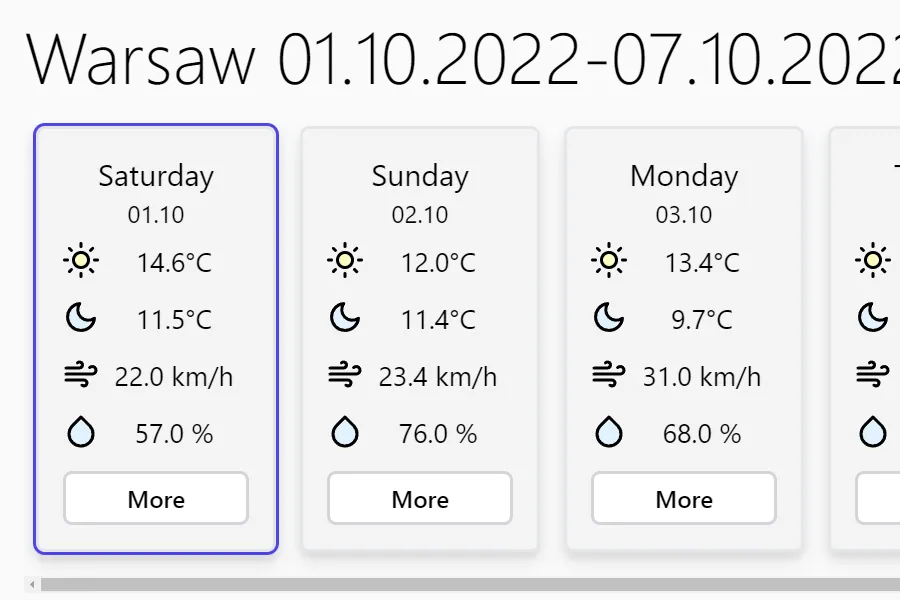 Warsaw 01.10.2022-07.10.202
Saturday
01.10
14.6°C
11.5°C
22.0 km/h
57.0 %
More
Sunday
02.10
12.0°C
11.4°C
23.4 km/h
76.0 %
More
Monday
03.10
13.4°C
9.7°C
31.0 km/h
68.0 %
More